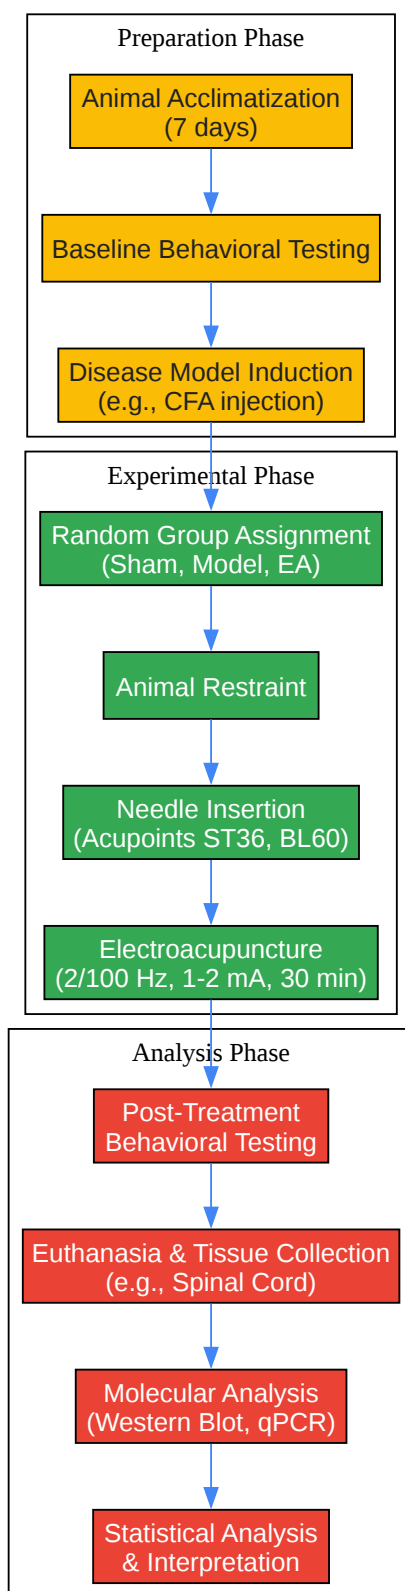 Preparation Phase
Animal Acclimatization
(7 days)
Baseline Behavioral Testing
Disease Model Induction
(e.g., CFA injection)
Experimental Phase
Random Group Assignment
(Sham, Model, EA)
Animal Restraint
Needle Insertion
(Acupoints ST36, BL60)
Electroacupuncture
(2/100 Hz, 1-2 mA, 30 min)
Analysis Phase
Post-Treatment
Behavioral Testing
Euthanasia & Tissue Collection
(e.g., Spinal Cord)
Molecular Analysis
(Western Blot, qPCR)
Statistical Analysis
& Interpretation